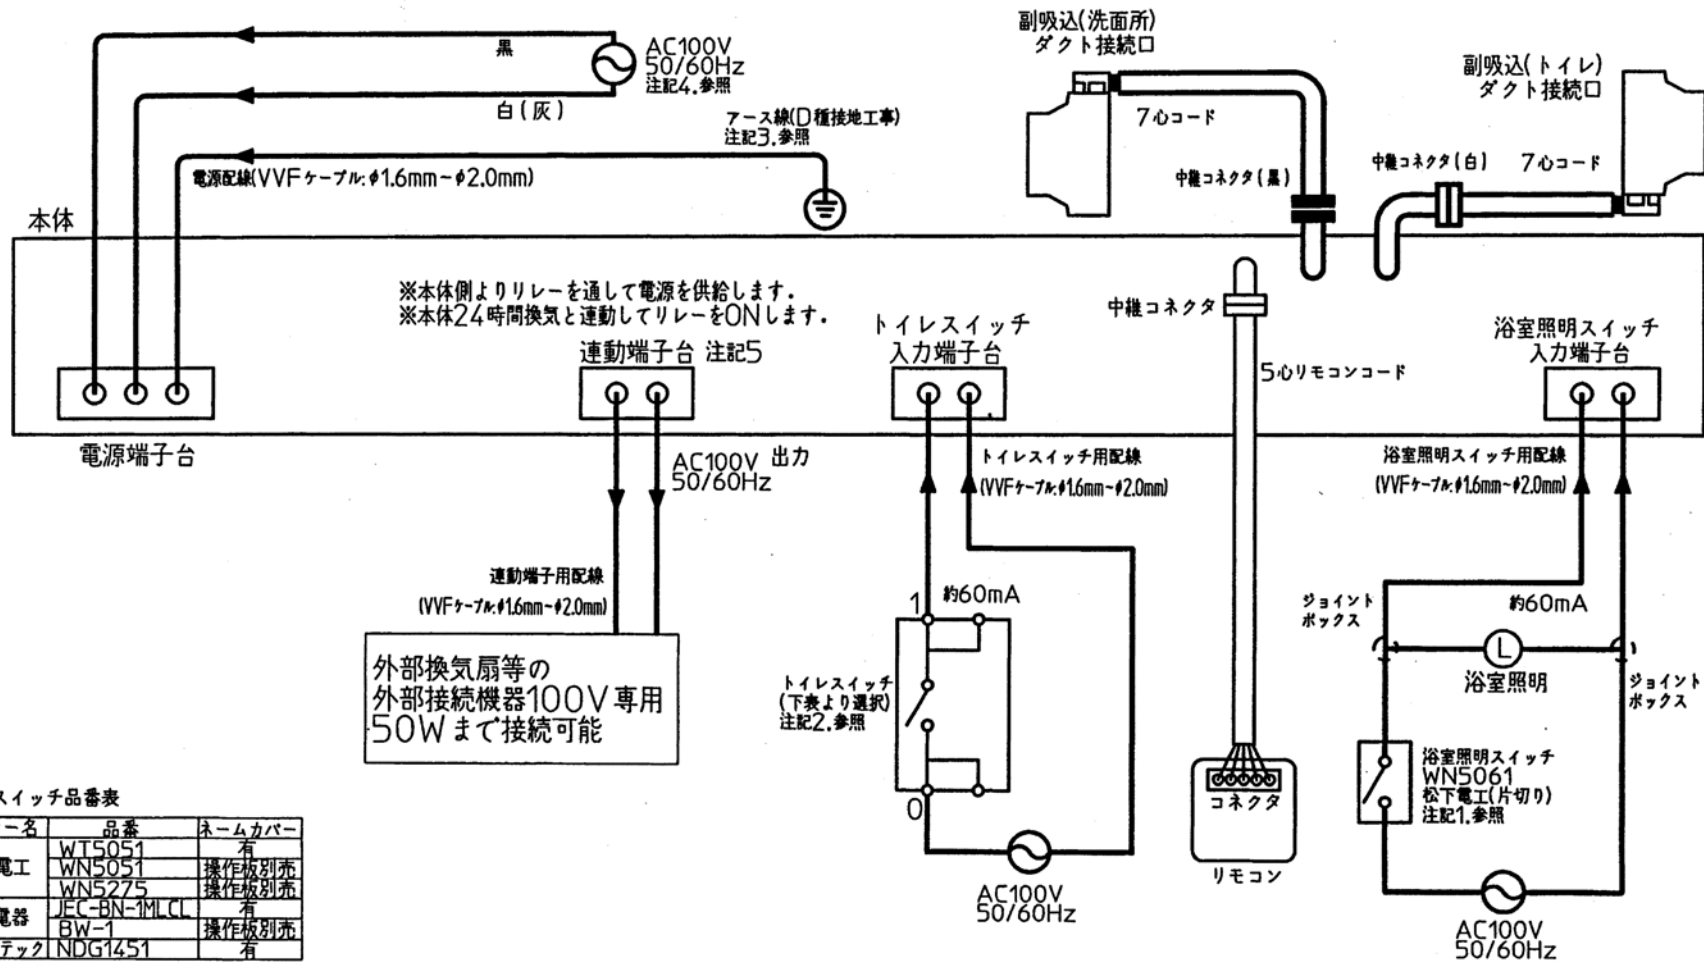 副吸込(洗面所)
ダクト接続口
副吸込(トイレ)
ダクト接続口
黒
AC100V
50/60Hz
注記4.参照
白(灰)
アース線(D種接地工事)
注記3.参照
7心コード
中継コネクタ(黒)
中継コネクタ(白)
7心コード
電源配線(VVFケーブル:φ1.6mm~φ2.0mm)
本体
※本体側よりリレーを通して電源を供給します.
※本体24時間換気と連動してリレーをONします.
連動端子台 注記5
トイレスイッチ
入力端子台
中継コネクタ
浴室照明スイッチ
入力端子台
5心リモコンコード
電源端子台
AC100V 出力
50/60Hz
トイレスイッチ用配線
(VVFケーブル:φ1.6mm~φ2.0mm)
浴室照明スイッチ用配線
(VVFケーブル:φ1.6mm~φ2.0mm)
連動端子用配線
(VVFケーブル:φ1.6mm~φ2.0mm)
外部換気扇等の
外部接続機器100V専用
50Wまで接続可能
1
約60mA
トイレスイッチ
(下表より選択)
注記2.参照
0
AC100V
50/60Hz
コネクタ
リモコン
ジョイント
ボックス
約60mA
L
浴室照明
ジョイント
ボックス
浴室照明スイッチ
WN5061
松下電工(片切り)
注記1.参照
AC100V
50/60Hz
スイッチ品番表
ー名 品番 ネームカバー
電工 WT5051 有
WN5051 操作板別売
WN5275 操作板別売
電器 JEC-BN-1MLCL 有
BW-1 操作板別売
テック NDG1451 有